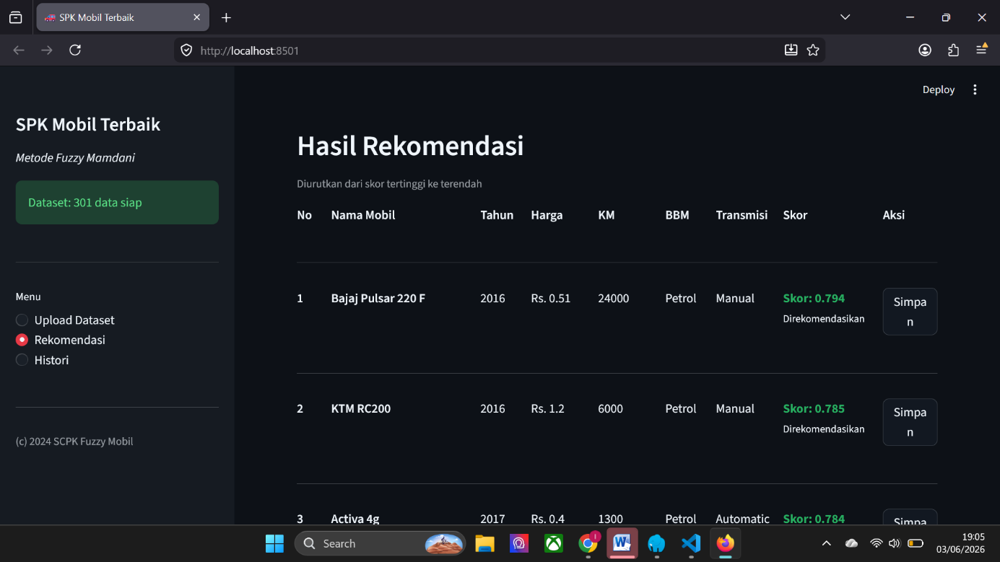 SPK Mobil Terbaik
http://localhost:8501
Deploy
SPK Mobil Terbaik
Metode Fuzzy Mamdani
Dataset: 301 data siap
Menu
Upload Dataset
Rekomendasi
Histori
(c) 2024 SCPK Fuzzy Mobil
Hasil Rekomendasi
Diurutkan dari skor tertinggi ke terendah
No Nama Mobil Tahun Harga KM BBM Transmisi Skor Aksi
1 Bajaj Pulsar 220 F 2016 Rs. 0.51 24000 Petrol Manual Skor: 0.794 Simpa
Direkomendasikan n
2 KTM RC200 2016 Rs. 1.2 6000 Petrol Manual Skor: 0.785 Simpa
Direkomendasikan n
3 Activa 4g 2017 Rs. 0.4 1300 Petrol Automatic Skor: 0.784 Simpa
Search
19:05
03/06/2026